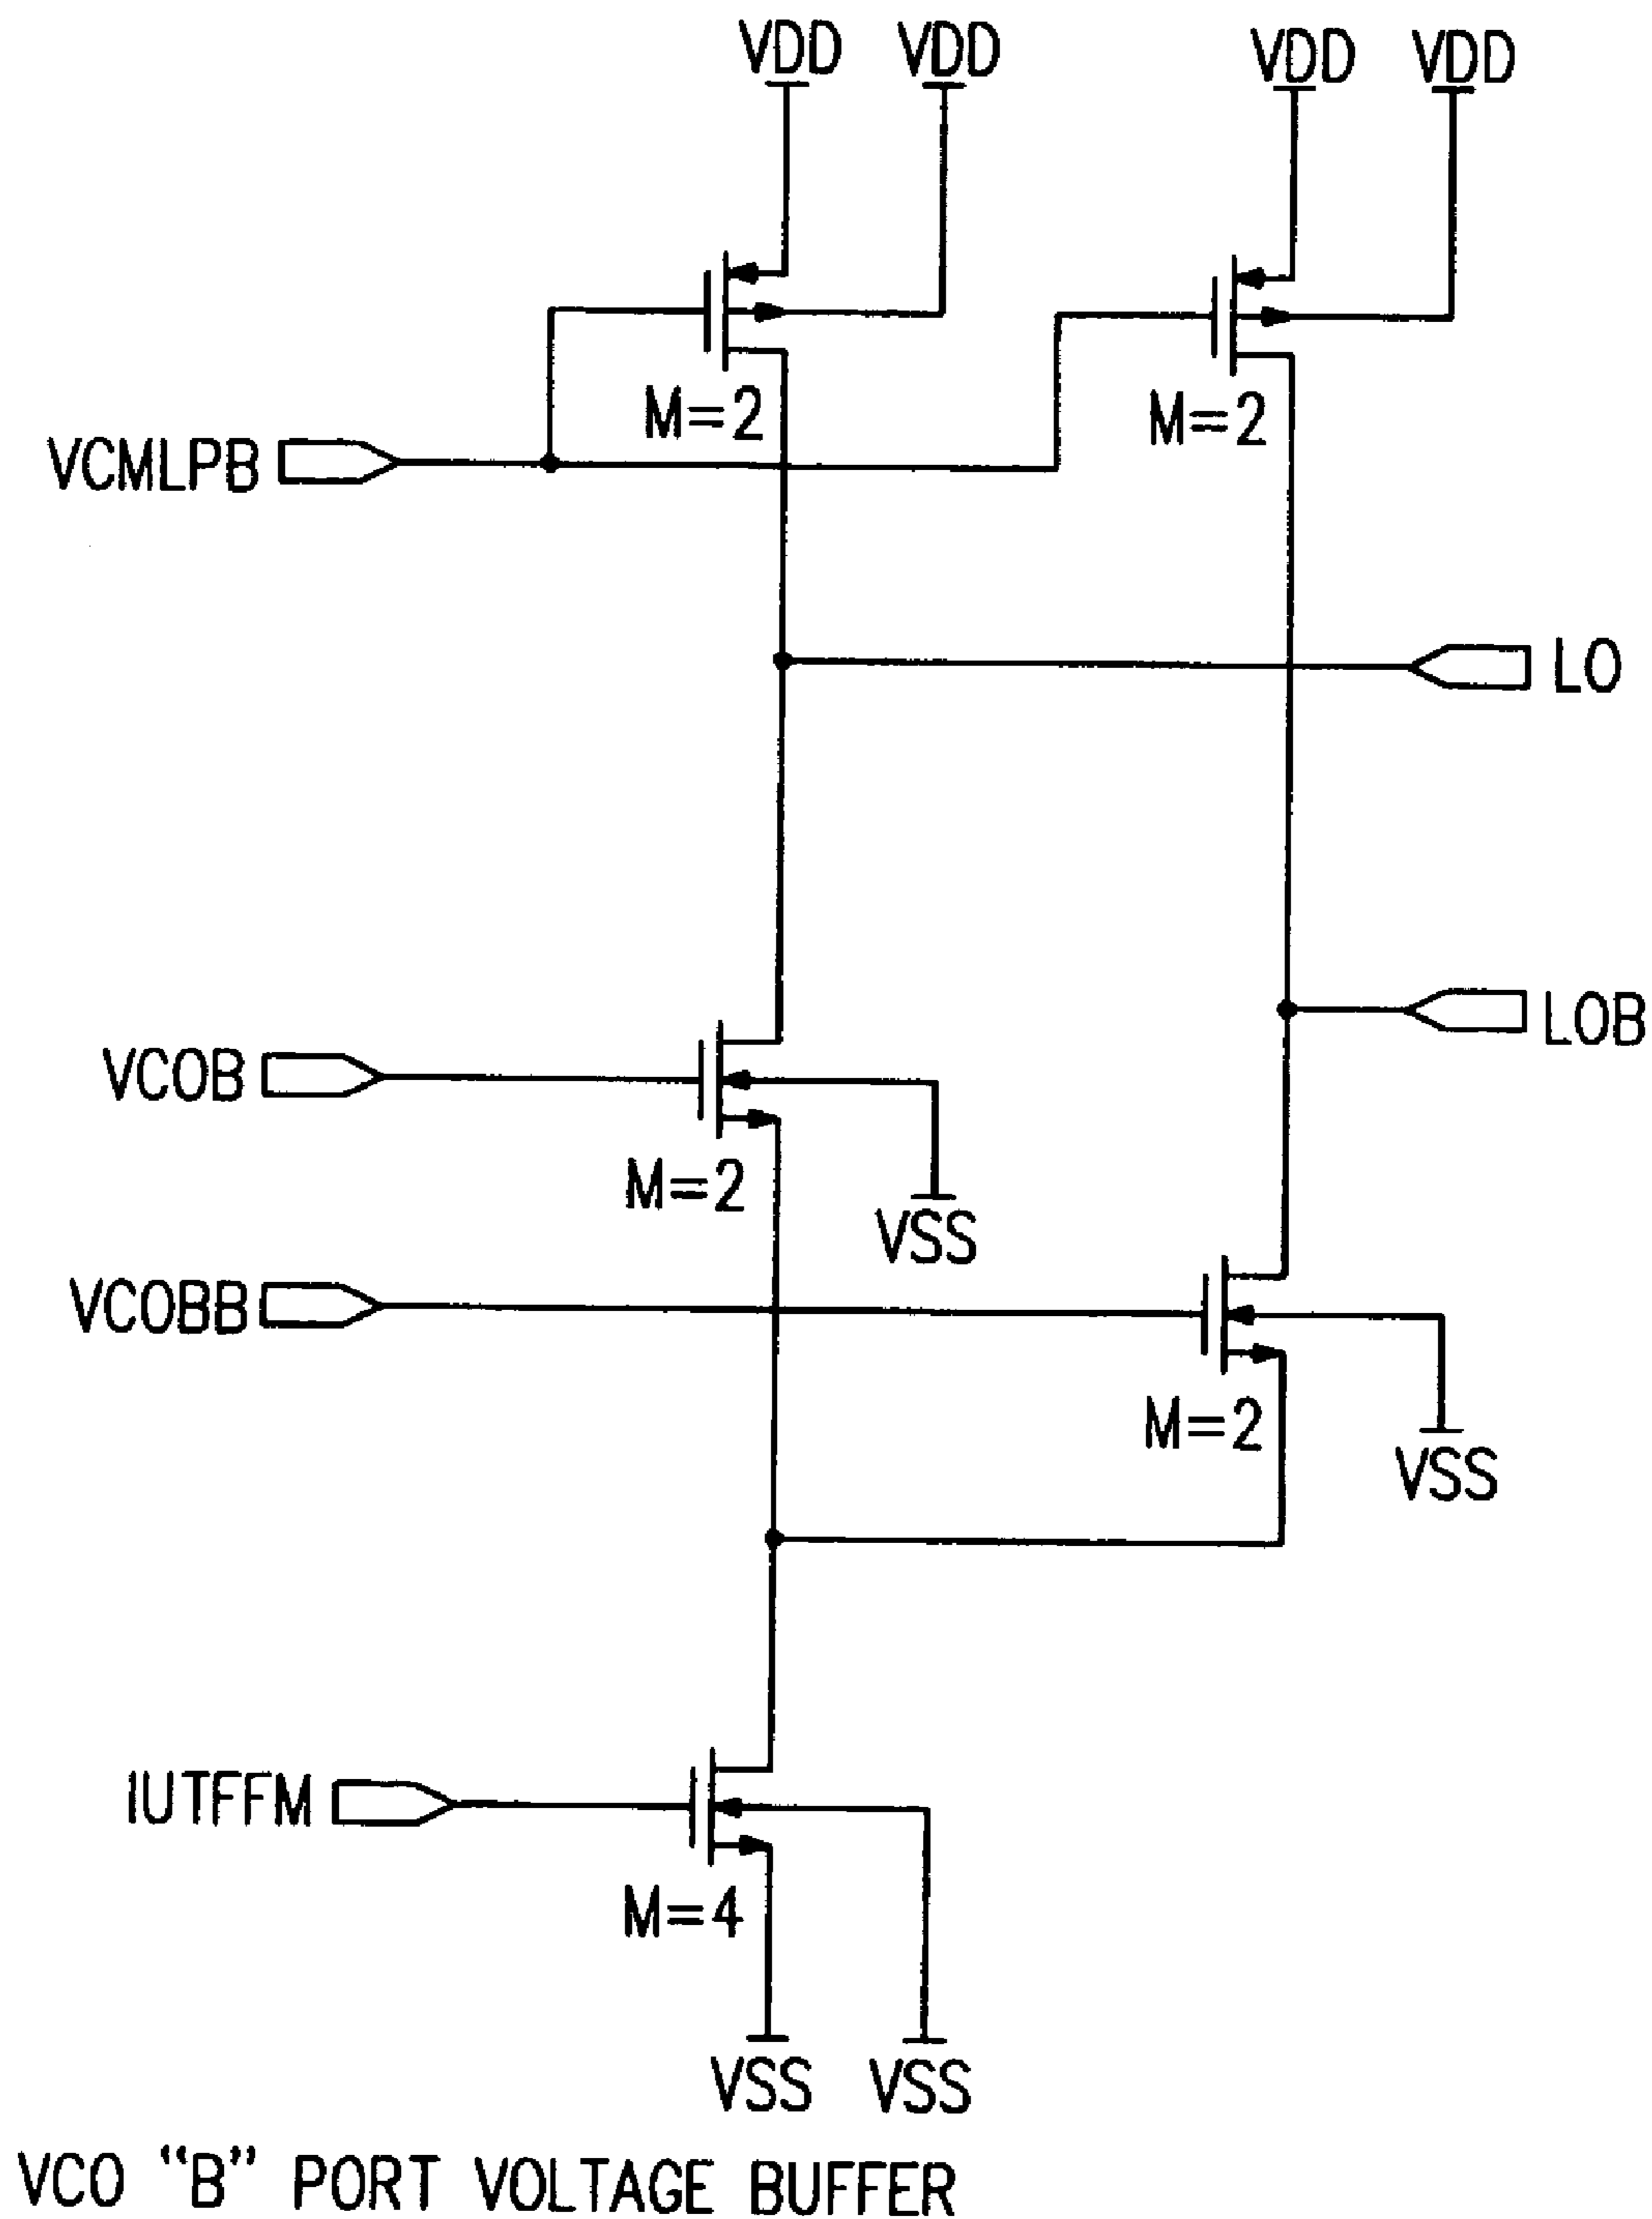 VDD VDD VDD VDD
M=2 M=2
VCMLPB
LO
LOB
VCOB
M=2
VSS
VCOBB
M=2
VSS
IUTFFM
M=4
VSS VSS
VCO “B” PORT VOLTAGE BUFFER